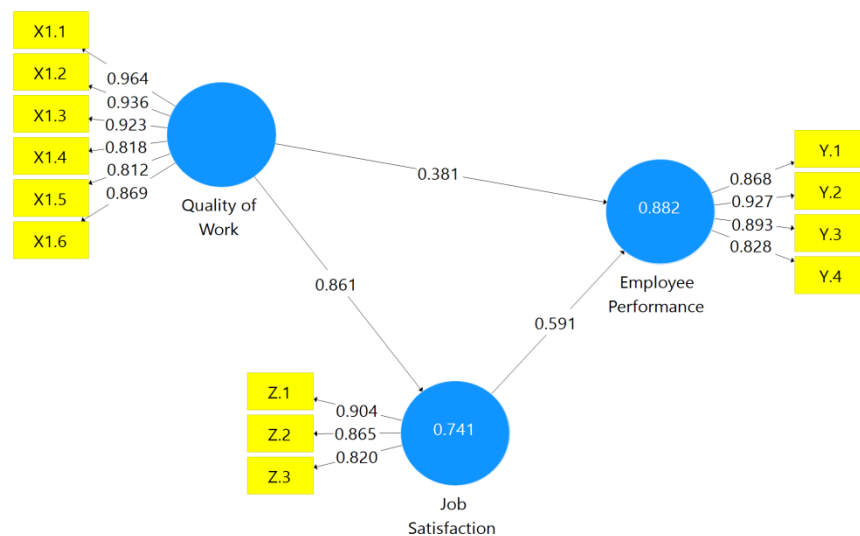 X1.1
X1.2
X1.3
X1.4
X1.5
X1.6
0.964
0.936
0.923
0.818
0.812
0.869
Quality of
Work
0.381
0.861
0.591
0.882
Employee
Performance
0.868
0.927
0.893
0.828
Y.1
Y.2
Y.3
Y.4
Z.1
Z.2
Z.3
0.904
0.865
0.820
0.741
Job
Satisfaction